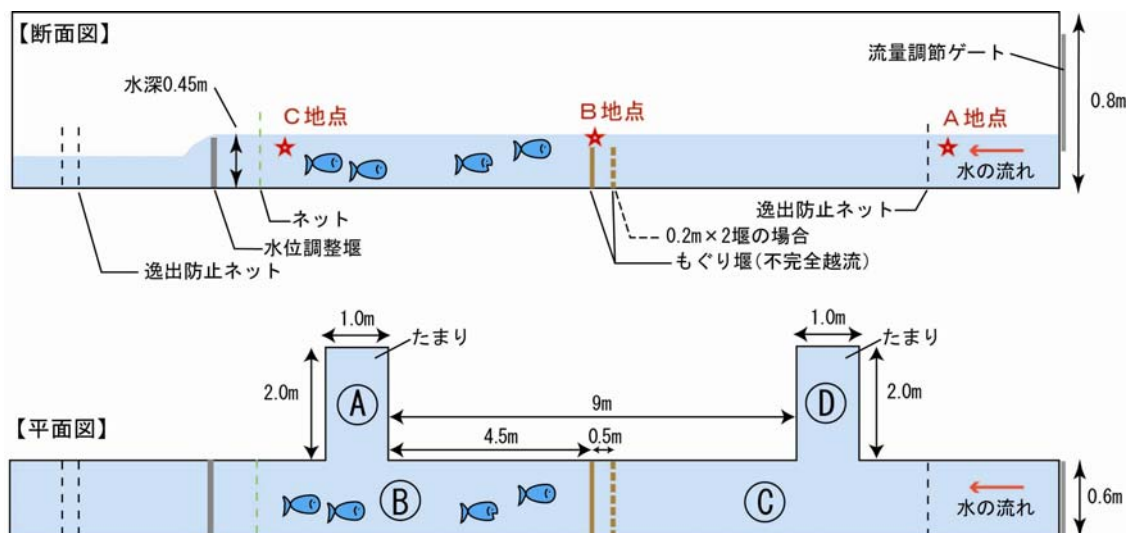 【断面図】
流量調節ゲート
水深0.45m
C地点
B地点
A地点
0.8m
水の流れ
ネット
水位調整堰
逸出防止ネット
逸出防止ネット
0.2m×2堰の場合
もぐり堰(不完全越流)
1.0m
たまり
1.0m
たまり
2.0m
A
9m
D
2.0m
【平面図】
4.5m
0.5m
B
C
水の流れ
0.6m